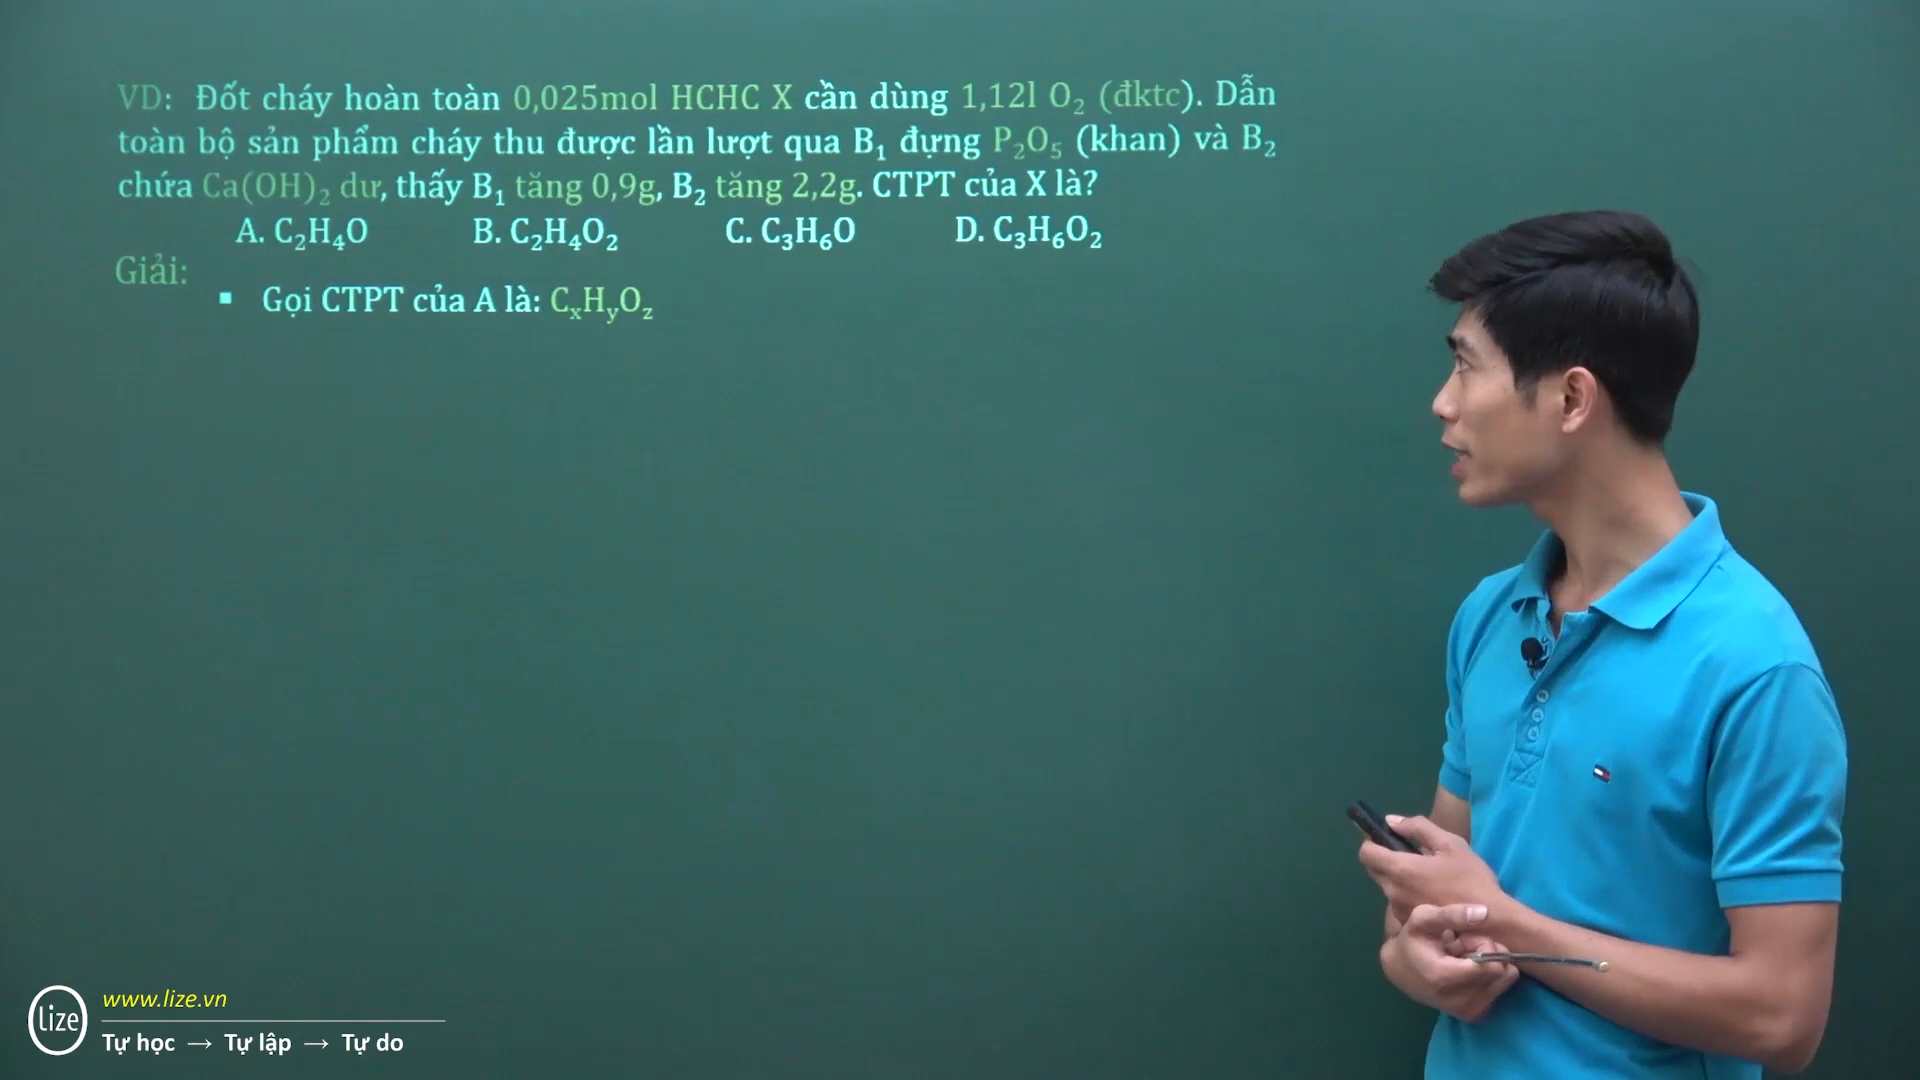 VD: Đốt cháy hoàn toàn 0,025mol HCHC X cần dùng 1,12l O₂ (đktc). Dẫn
toàn bộ sản phẩm cháy thu được lần lượt qua B₁ đựng P₂O₅ (khan) và B₂
chứa Ca(OH)₂ dư, thấy B₁ tăng 0,9g, B₂ tăng 2,2g. CTPT của X là?
A. C₂H₄O B. C₂H₄O₂ C. C₃H₆O D. C₃H₆O₂
Giải:
▪ Gọi CTPT của A là: CₓHᵧO_z
lize
www.lize.vn
Tự học → Tự lập → Tự do